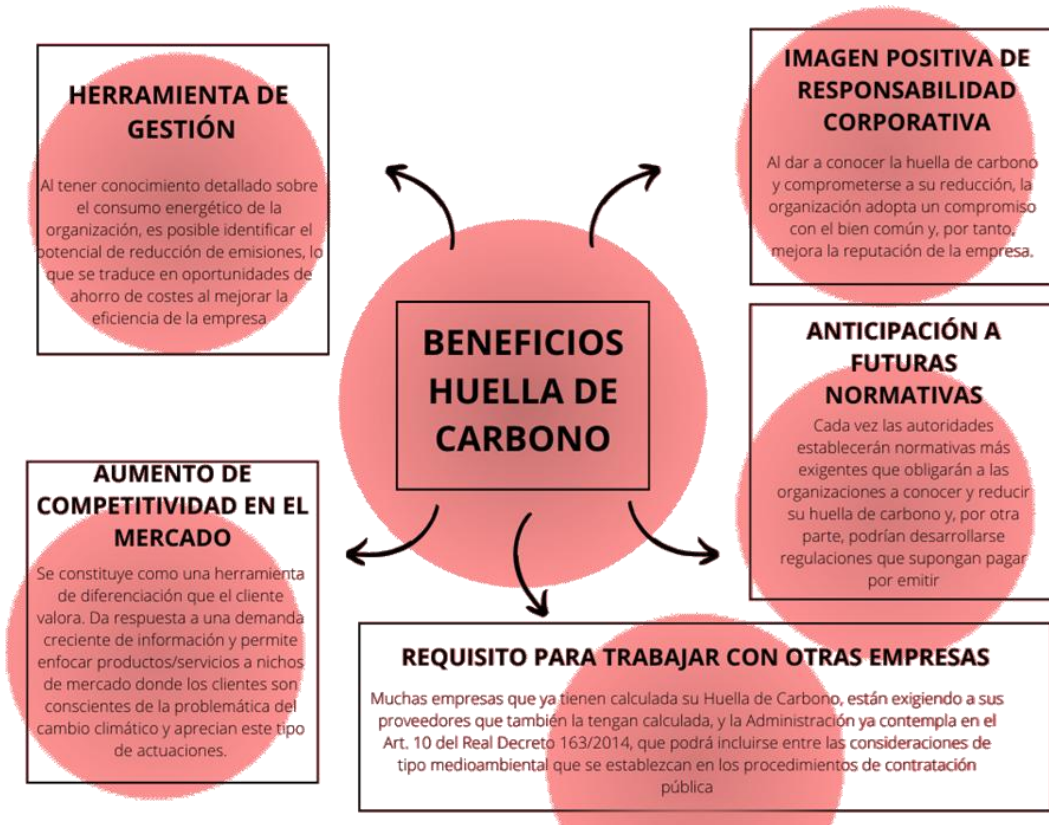 HERRAMIENTA DE
GESTIÓN
Al tener conocimiento detallado sobre
el consumo energético de la
organización, es posible identificar el
potencial de reducción de emisiones, lo
que se traduce en oportunidades de
ahorro de costes al mejorar la
eficiencia de la empresa
IMAGEN POSITIVA DE
RESPONSABILIDAD
CORPORATIVA
Al dar a conocer la huella de carbono
y comprometerse a su reducción, la
organización adopta un compromiso
con el bien común y, por tanto,
mejora la reputación de la empresa.
BENEFICIOS
HUELLA DE
CARBONO
ANTICIPACIÓN A
FUTURAS
NORMATIVAS
Cada vez las autoridades
establecerán normativas más
exigentes que obligarán a las
organizaciones a conocer y reducir
su huella de carbono y, por otra
parte, podrían desarrollarse
regulaciones que supongan pagar
por emitir
AUMENTO DE
COMPETITIVIDAD EN EL
MERCADO
Se constituye como una herramienta
de diferenciación que el cliente
valora. Da respuesta a una demanda
creciente de información y permite
enfocar productos/servicios a nichos
de mercado donde los clientes son
conscientes de la problemática del
cambio climático y aprecian este tipo
de actuaciones.
REQUISITO PARA TRABAJAR CON OTRAS EMPRESAS
Muchas empresas que ya tienen calculada su Huella de Carbono, están exigiendo a sus
proveedores que también la tengan calculada, y la Administración ya contempla en el
Art. 10 del Real Decreto 163/2014, que podrá incluirse entre las consideraciones de
tipo medioambiental que se establezcan en los procedimientos de contratación
pública